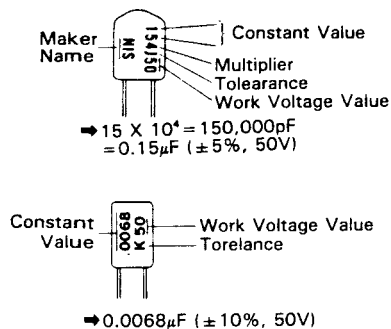 Constant Value
Maker
Name
NIS
154J50
Multiplier
Tolearance
Work Voltage Value
➡15 X 10⁴=150,000pF
=0.15µF (±5%, 50V)
Constant
Value
.0068
K 50
Work Voltage Value
Torelance
➡0.0068µF (±10%, 50V)